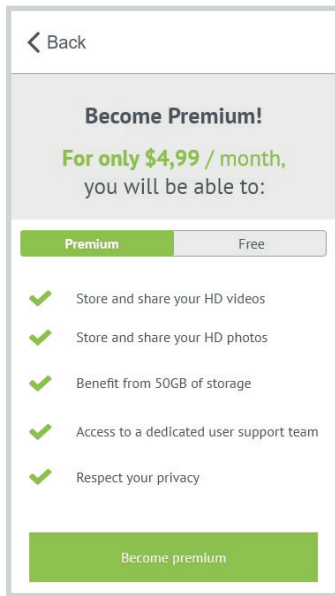 Back
Become Premium!
For only $4,99 / month,
you will be able to:
Premium Free
Store and share your HD videos
Store and share your HD photos
Benefit from 50GB of storage
Access to a dedicated user support team
Respect your privacy
Become premium